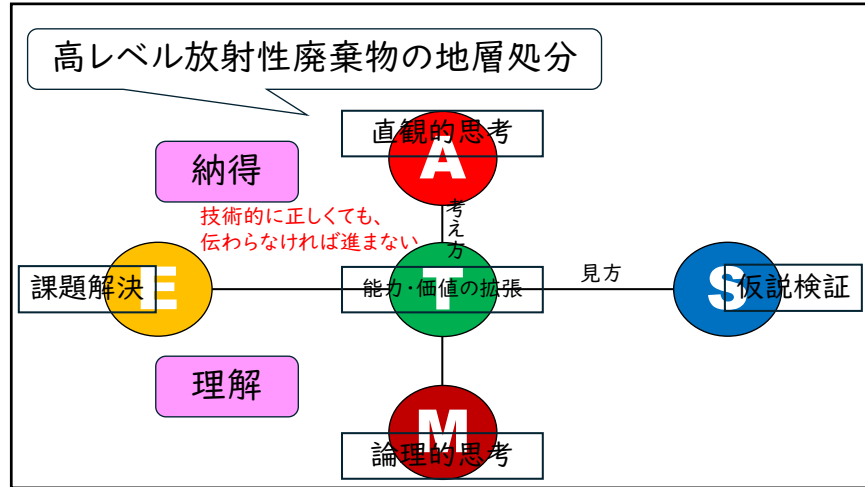 高レベル放射性廃棄物の地層処分
直観的思考
A
納得
技術的に正しくても、
伝わらなければ進まない
考え方
E
課題解決
T
能力・価値の拡張
見方
S
仮説検証
理解
M
論理的思考